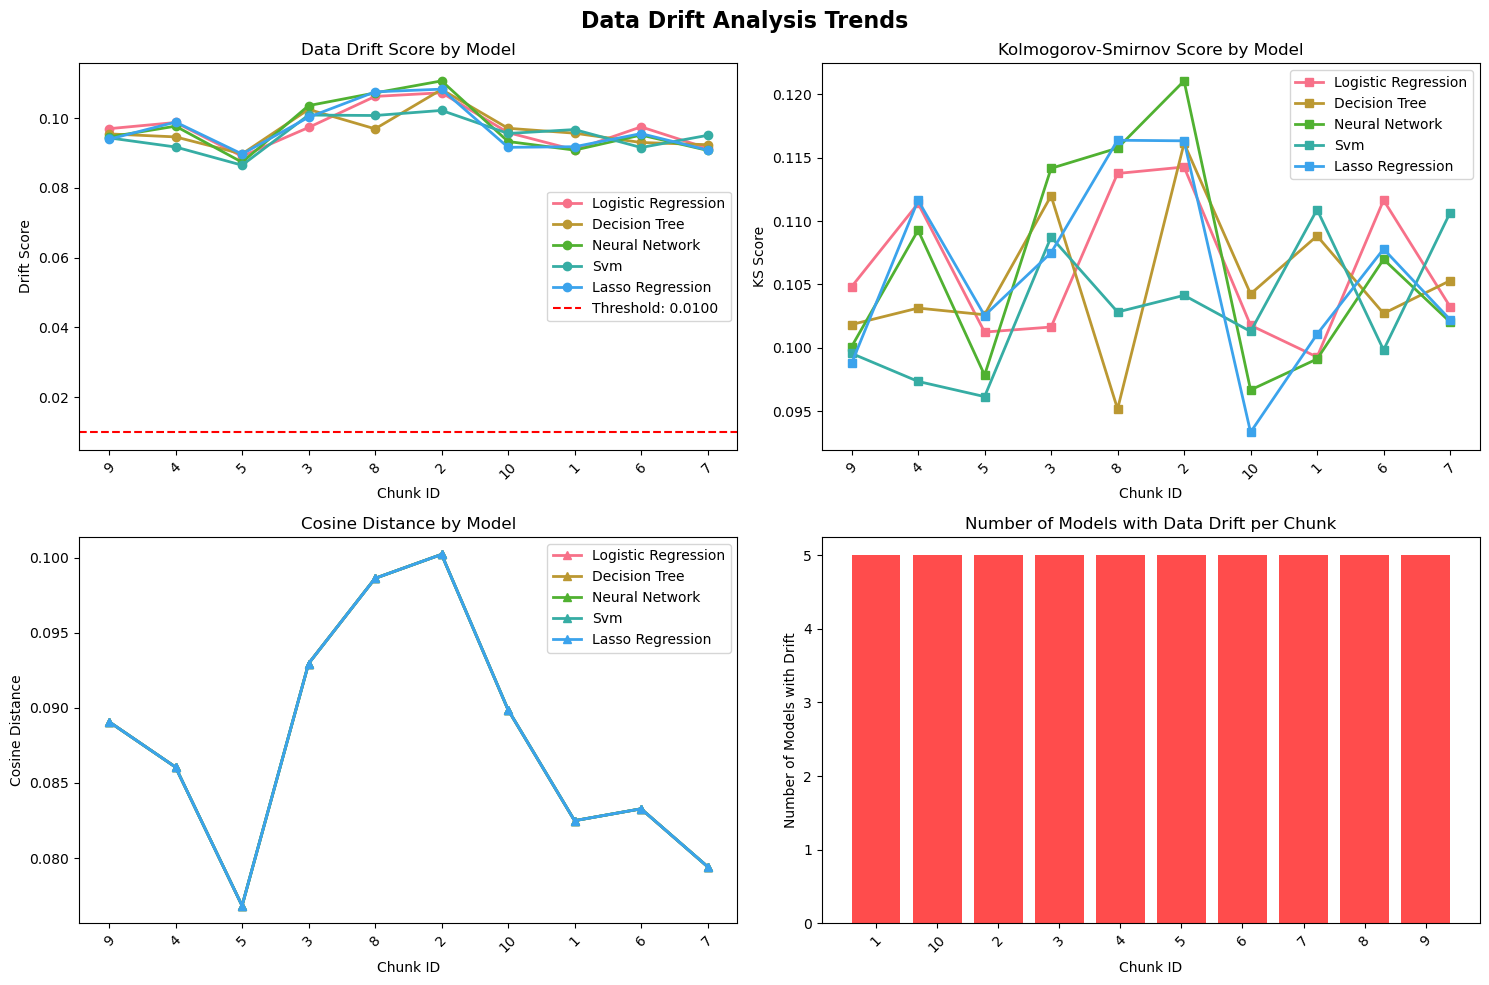 Data Drift Analysis Trends
Data Drift Score by Model
Drift Score
0.10
0.08
0.06
0.04
0.02
Logistic Regression
Decision Tree
Neural Network
Svm
Lasso Regression
Threshold: 0.0100
9 4 5 3 8 2 10 1 6 7
Chunk ID
Kolmogorov-Smirnov Score by Model
KS Score
0.120
0.115
0.110
0.105
0.100
0.095
Logistic Regression
Decision Tree
Neural Network
Svm
Lasso Regression
9 4 5 3 8 2 10 1 6 7
Chunk ID
Cosine Distance by Model
Cosine Distance
0.100
0.095
0.090
0.085
0.080
Logistic Regression
Decision Tree
Neural Network
Svm
Lasso Regression
9 4 5 3 8 2 10 1 6 7
Chunk ID
Number of Models with Data Drift per Chunk
Number of Models with Drift
5
4
3
2
1
0
1 10 2 3 4 5 6 7 8 9
Chunk ID